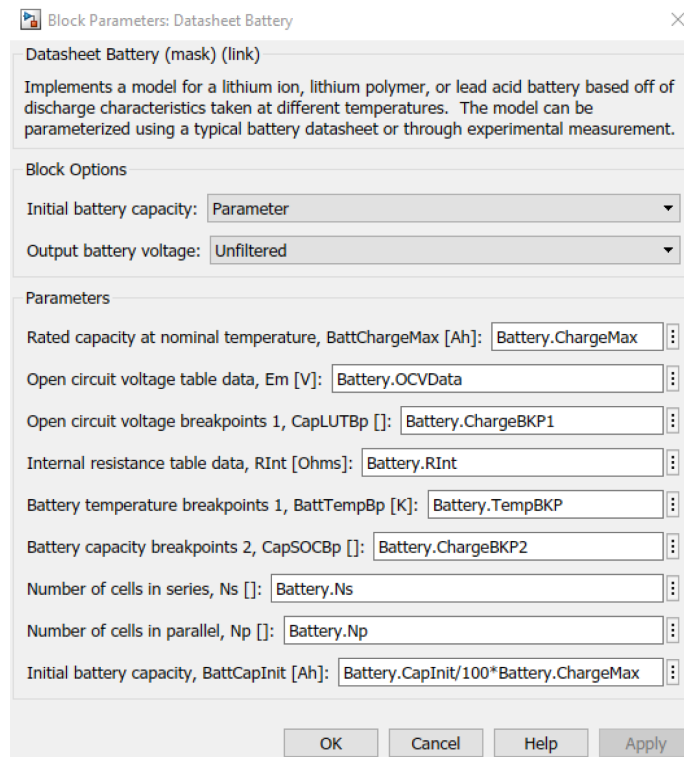 Block Parameters: Datasheet Battery
Datasheet Battery (mask) (link)
Implements a model for a lithium ion, lithium polymer, or lead acid battery based off of
discharge characteristics taken at different temperatures. The model can be
parameterized using a typical battery datasheet or through experimental measurement.
Block Options
Initial battery capacity: Parameter
Output battery voltage: Unfiltered
Parameters
Rated capacity at nominal temperature, BattChargeMax [Ah]: Battery.ChargeMax
Open circuit voltage table data, Em [V]: Battery.OCVData
Open circuit voltage breakpoints 1, CapLUTBp []: Battery.ChargeBKP1
Internal resistance table data, RInt [Ohms]: Battery.RInt
Battery temperature breakpoints 1, BattTempBp [K]: Battery.TempBKP
Battery capacity breakpoints 2, CapSOCBp []: Battery.ChargeBKP2
Number of cells in series, Ns []: Battery.Ns
Number of cells in parallel, Np []: Battery.Np
Initial battery capacity, BattCapInit [Ah]: Battery.CapInit/100*Battery.ChargeMax
OK Cancel Help Apply